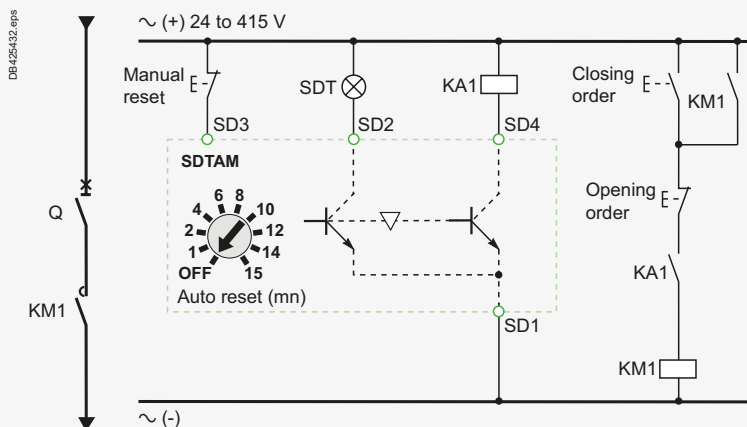 DB425432.eps
∼ (+) 24 to 415 V
Manual
reset
SDT
KA1
Closing
order
KM1
SD3
SD2
SD4
SDTAM
Q
6
8
4
10
2
12
1
14
OFF
15
Auto reset (mn)
Opening
order
KA1
KM1
SD1
KM1
∼ (-)